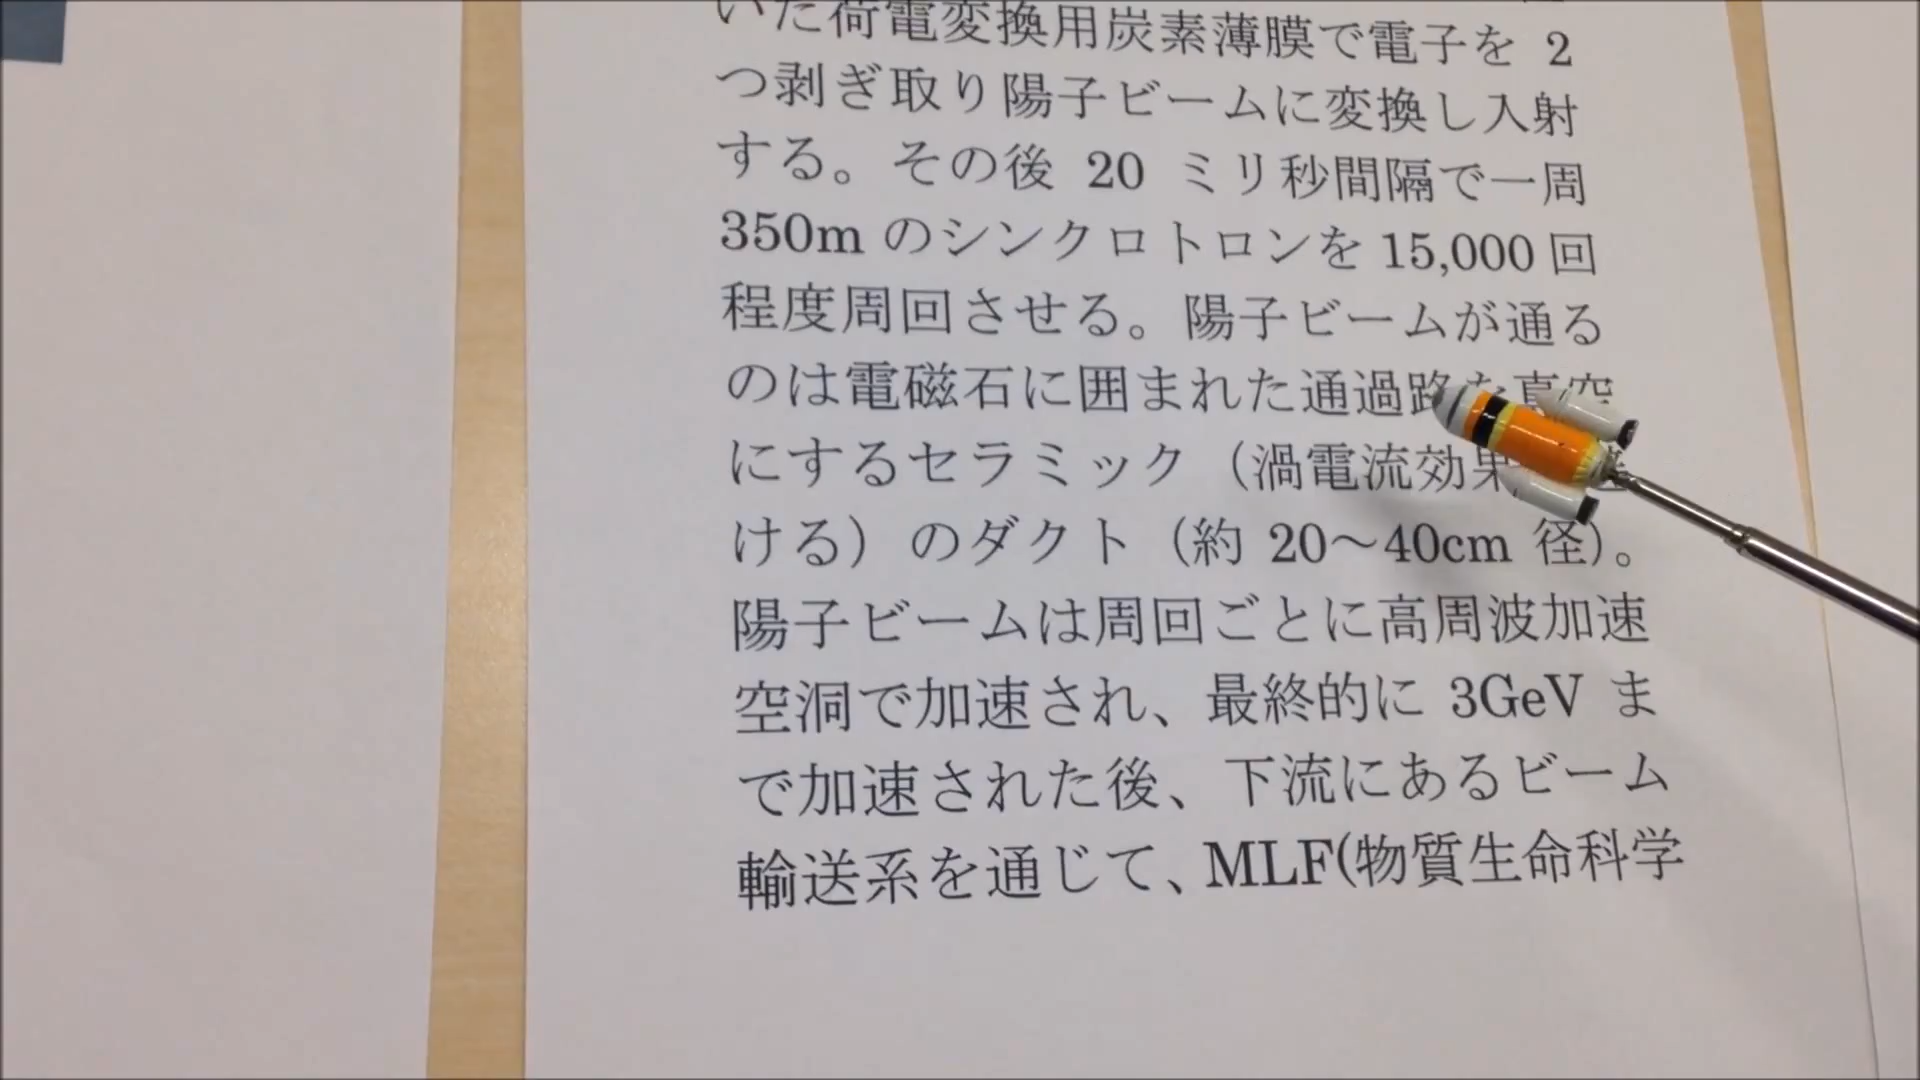 いた荷電変換用炭素薄膜で電子を 2
つ剥ぎ取り陽子ビームに変換し入射
する。その後 20 ミリ秒間隔で一周
350m のシンクロトロンを 15,000 回
程度周回させる。陽子ビームが通る
のは電磁石に囲まれた通過路を真空
にするセラミック（渦電流効果
ける）のダクト（約 20～40cm 径）。
陽子ビームは周回ごとに高周波加速
空洞で加速され、最終的に 3GeV ま
で加速された後、下流にあるビーム
輸送系を通じて、MLF(物質生命科学